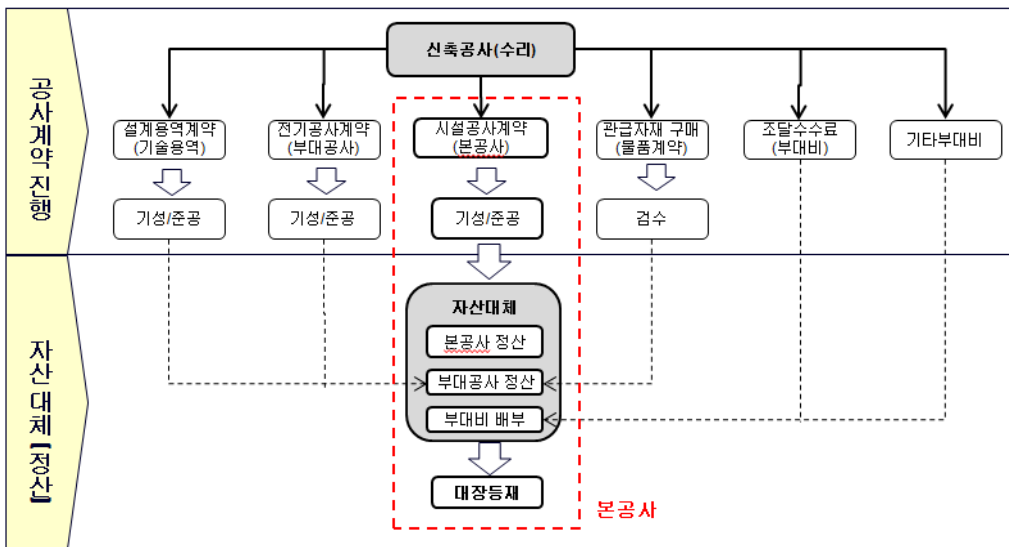 공사계약 진행
신축공사(수리)
설계용역계약
(기술용역)
전기공사계약
(부대공사)
시설공사계약
(본공사)
관급자재 구매
(물품계약)
조달수수료
(부대비)
기타부대비
기성/준공
기성/준공
기성/준공
검수
자산대체[정산]
자산대체
본공사 정산
부대공사 정산
부대비 배부
대장등재
본공사